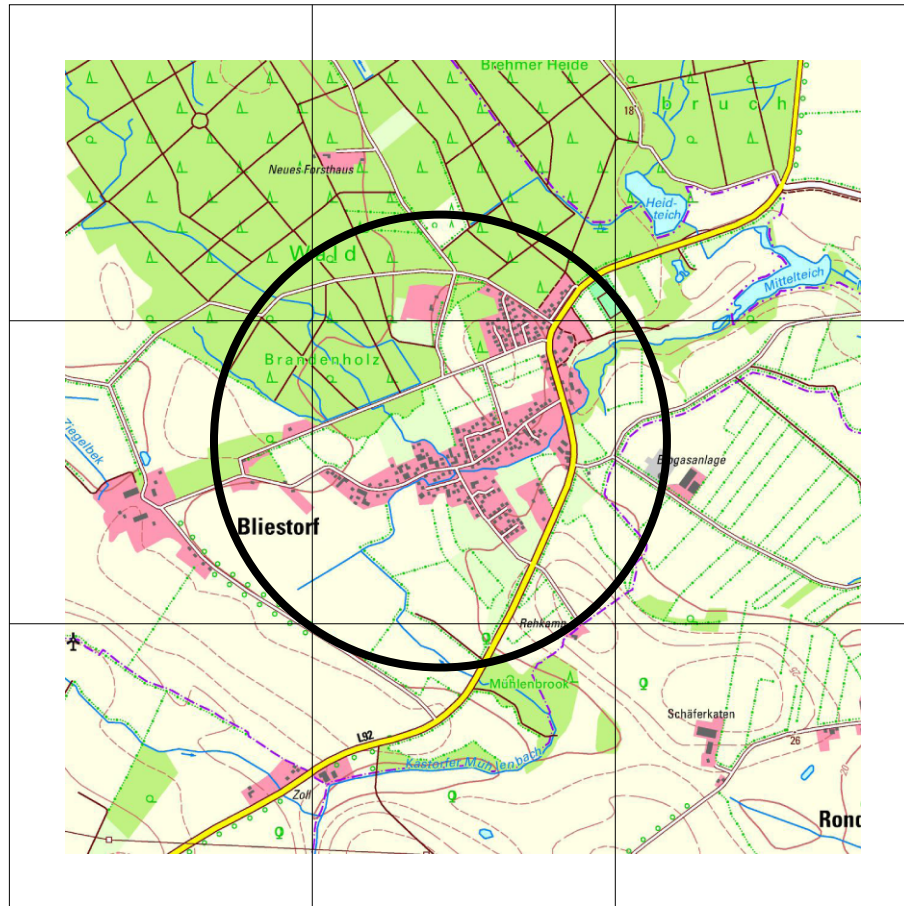 Brehmer Heide
bruch
18
Neues Forsthaus
Heid-
teich
Wald
Mittelteich
Brandenholz
Ziegelbek
Biogasanlage
Bliestorf
Rehkamp
Mühlenbrook
Schäferkaten
L92
26
Kastorfer Mühlenbach
Zoll
Rond